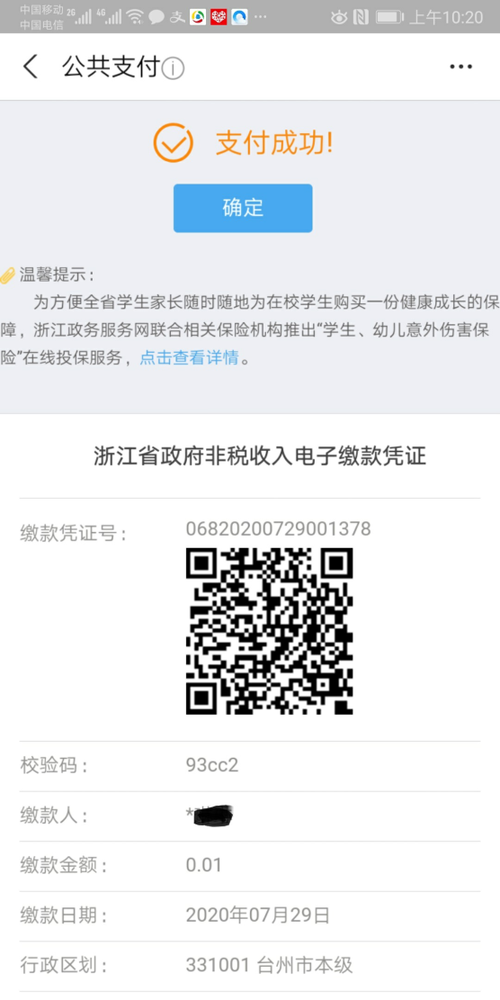 中国移动 2G 4G 上午10:20
中国电信
公共支付
支付成功!
确定
温馨提示:
为方便全省学生家长随时随地为在校学生购买一份健康成长的保
障，浙江政务服务网联合相关保险机构推出“学生、幼儿意外伤害保
险”在线投保服务，点击查看详情。
浙江省政府非税收入电子缴款凭证
缴款凭证号: 06820200729001378
校验码: 93cc2
缴款人: *
缴款金额: 0.01
缴款日期: 2020年07月29日
行政区划: 331001 台州市本级